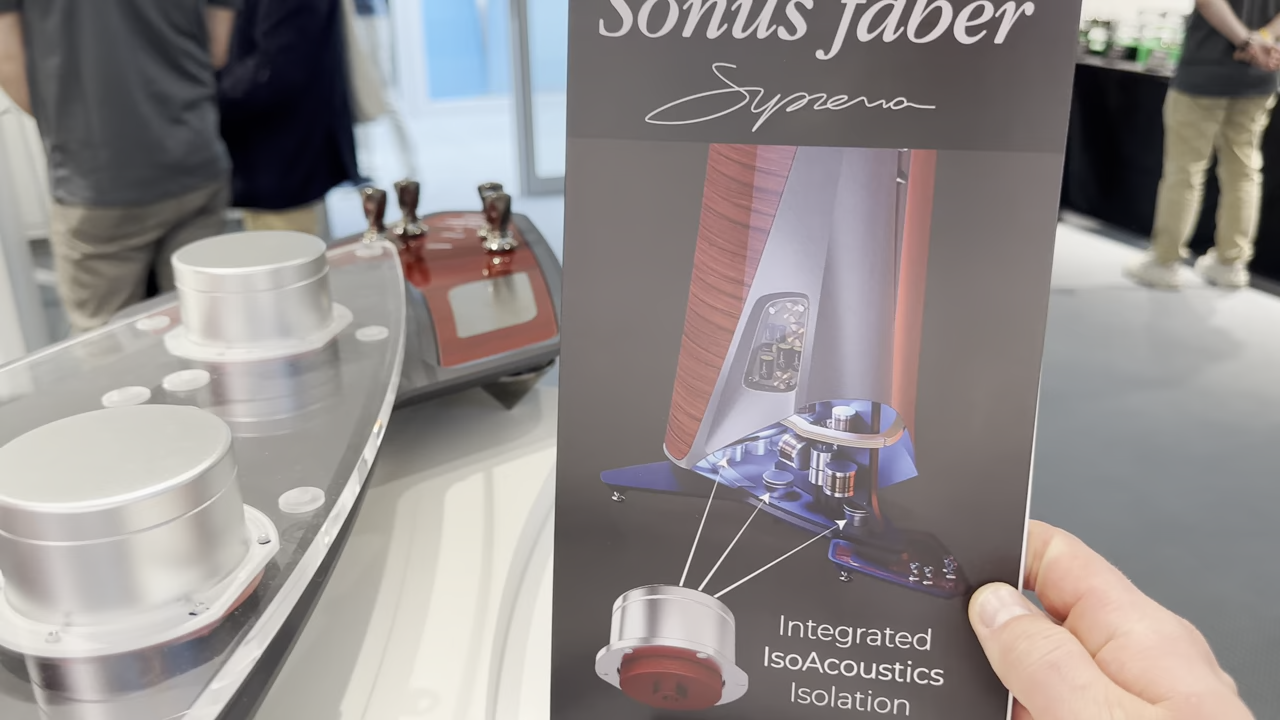 Sonus faber
Suprema
Integrated
IsoAcoustics
Isolation